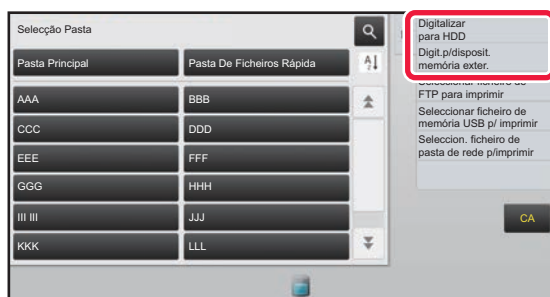 Selecção Pasta
Pasta Principal
Pasta De Ficheiros Rápida
AAA
BBB
CCC
DDD
EEE
FFF
GGG
HHH
III III
JJJ
KKK
LLL
Digitalizar
para HDD
Digit.p/disposit.
memória exter.
Seleccionar ficheiro de
FTP para imprimir
Seleccionar ficheiro de
memória USB p/ imprimir
Seleccion. ficheiro de
pasta de rede p/imprimir
CA